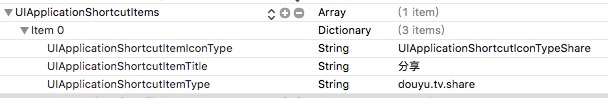 UIApplicationShortcutItems Array (1 item)
Item 0 Dictionary (3 items)
UIApplicationShortcutItemIconType String UIApplicationShortcutIconTypeShare
UIApplicationShortcutItemTitle String 分享
UIApplicationShortcutItemType String douyu.tv.share